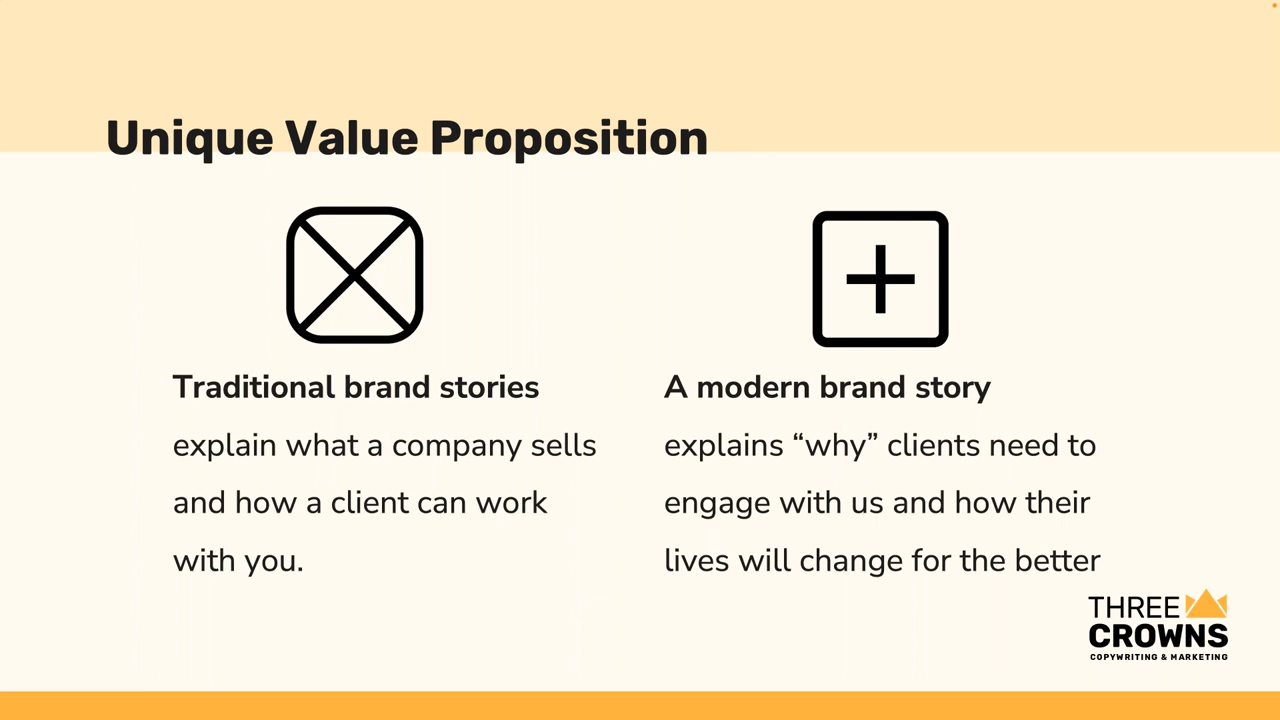 Unique Value Proposition
Traditional brand stories
explain what a company sells
and how a client can work
with you.
A modern brand story
explains “why” clients need to
engage with us and how their
lives will change for the better
THREE
CROWNS
COPYWRITING & MARKETING